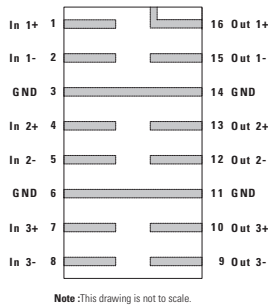 In 1+ 1 16 Out 1+
In 1- 2 15 Out 1-
GND 3 14 GND
In 2+ 4 13 Out 2+
In 2- 5 12 Out 2-
GND 6 11 GND
In 3+ 7 10 Out 3+
In 3- 8 9 Out 3-
Note :This drawing is not to scale.